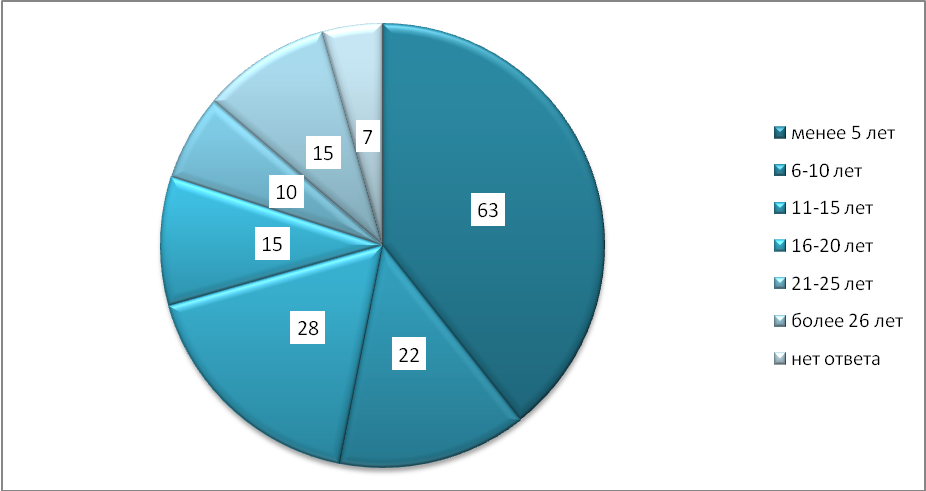 7
15
10
63
15
28
22
менее 5 лет
6-10 лет
11-15 лет
16-20 лет
21-25 лет
более 26 лет
нет ответа